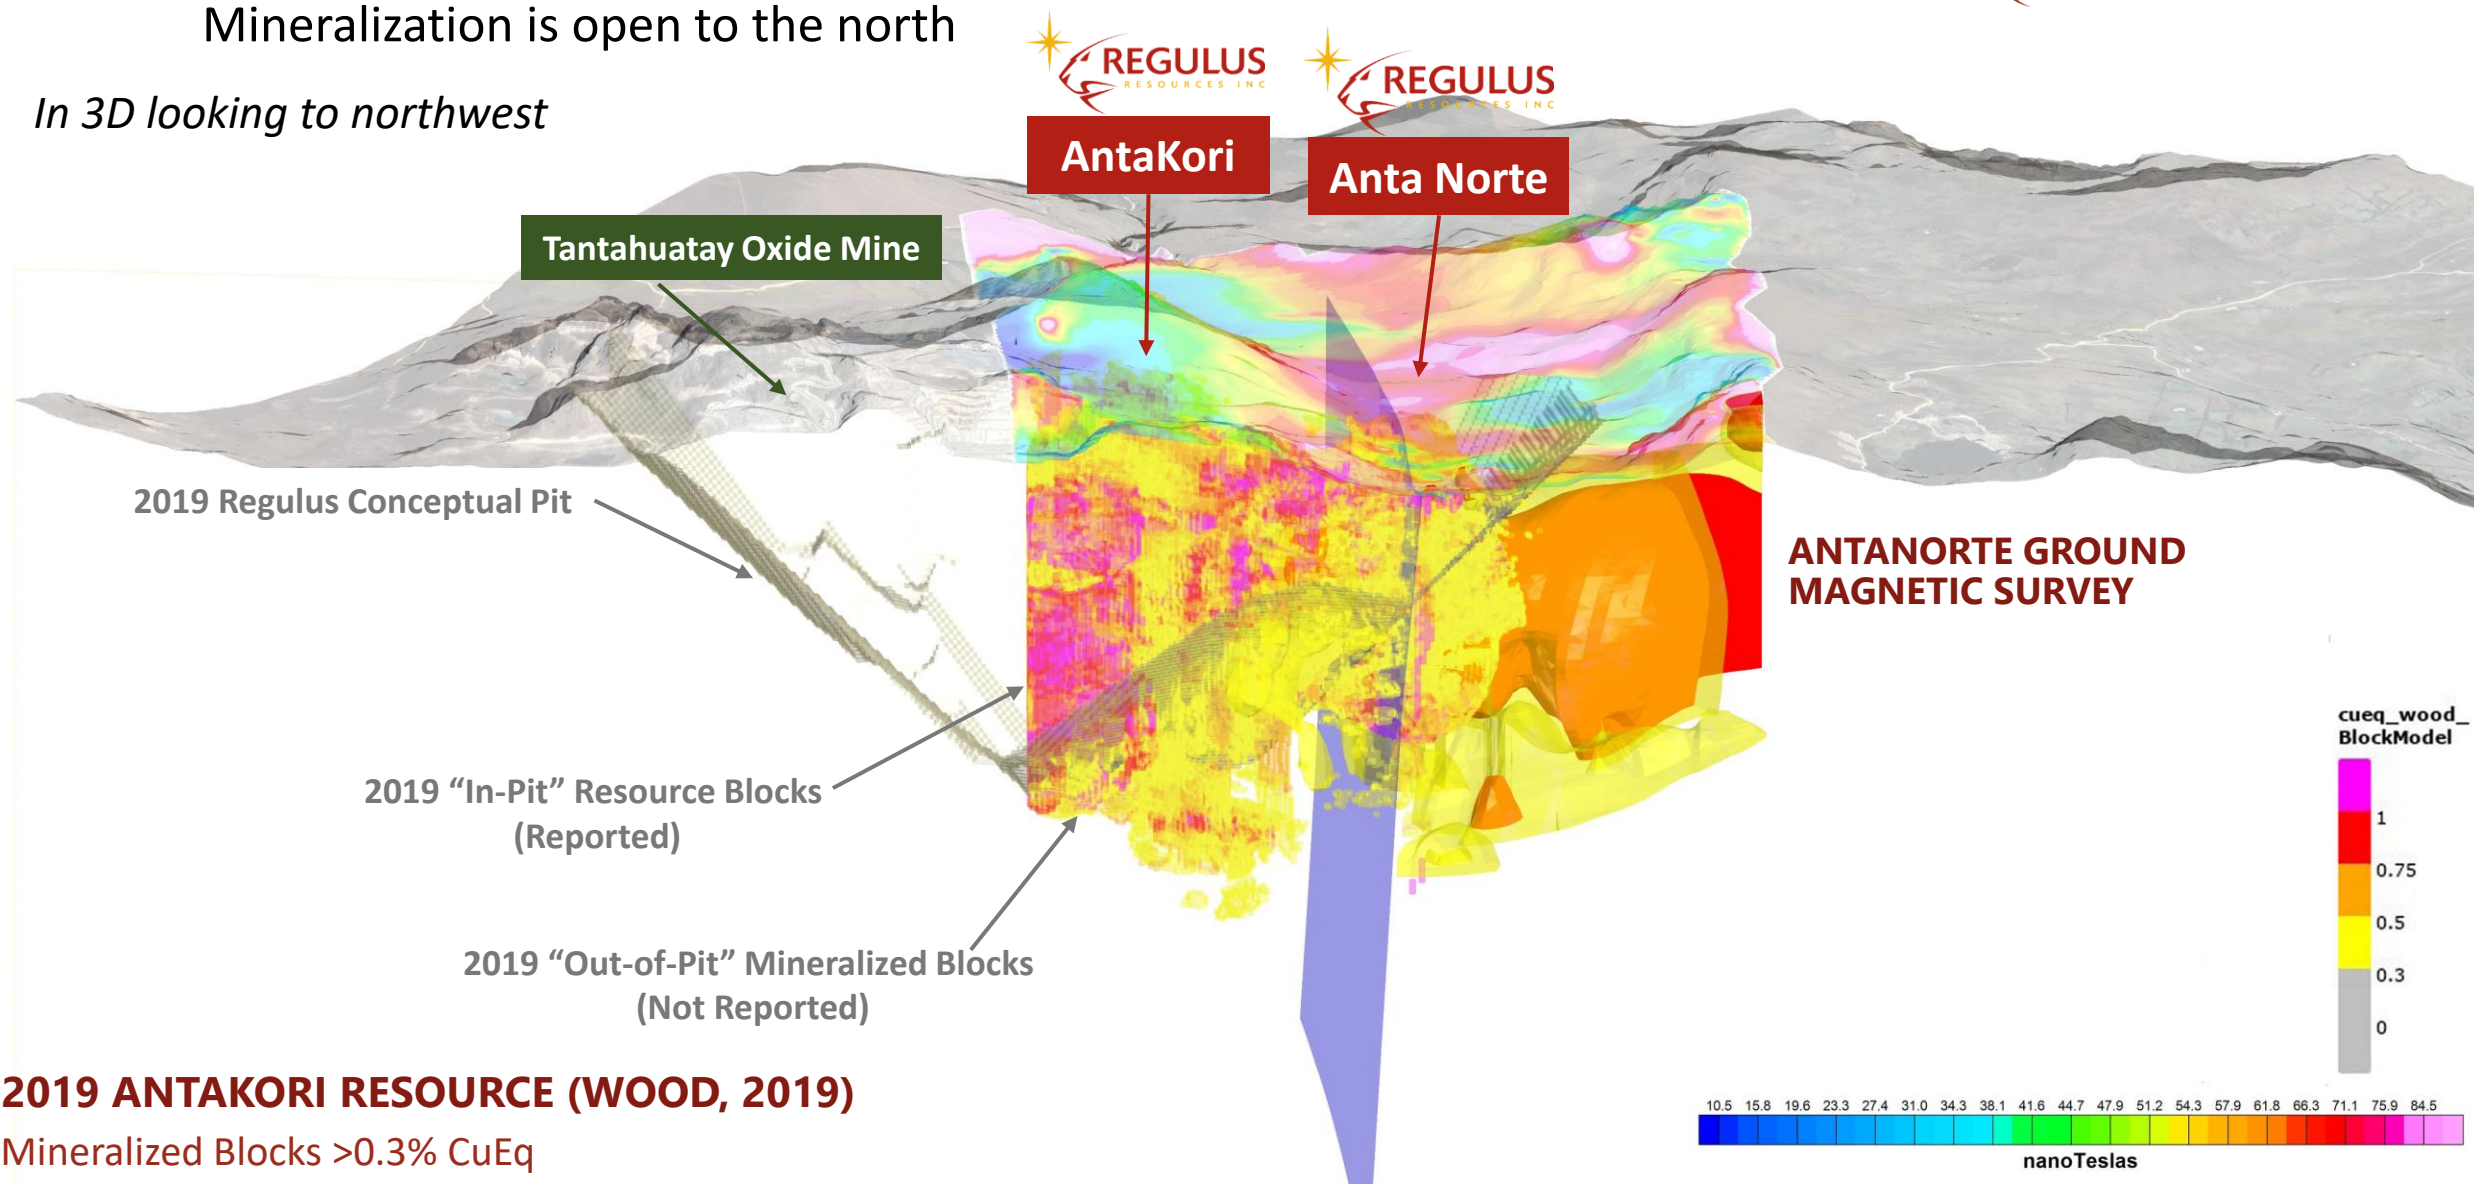 Mineralization is open to the north
In 3D looking to northwest
REGULUS
RESOURCES INC
REGULUS
RESOURCES INC
AntaKori
Anta Norte
Tantahuatay Oxide Mine
2019 Regulus Conceptual Pit
ANTANORTE GROUND
MAGNETIC SURVEY
2019 “In-Pit” Resource Blocks
(Reported)
2019 “Out-of-Pit” Mineralized Blocks
(Not Reported)
cueq_wood_
BlockModel
1
0.75
0.5
0.3
0
2019 ANTAKORI RESOURCE (WOOD, 2019)
Mineralized Blocks >0.3% CuEq
10.5 15.8 19.6 23.3 27.4 31.0 34.3 38.1 41.6 44.7 47.9 51.2 54.3 57.9 61.8 66.3 71.1 75.9 84.5
nanoTeslas